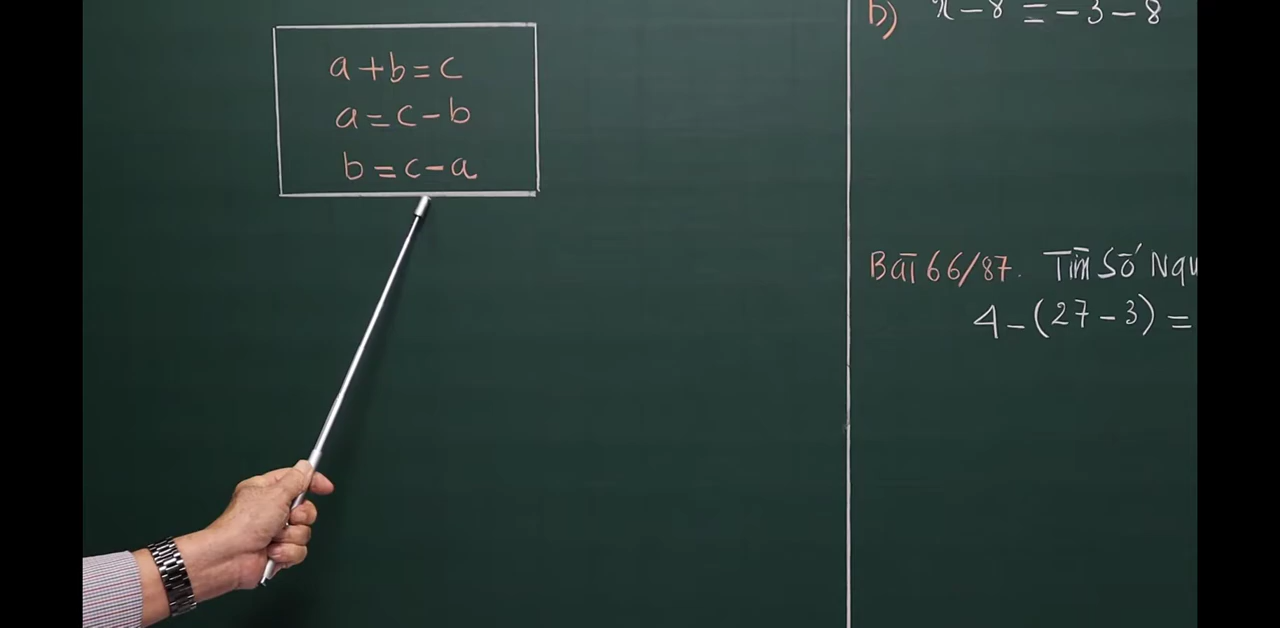 a + b = c
a = c - b
b = c - a
b) x - 8 = -3 - 8
Bài 66/87. Tìm Số
4 - (27 - 3) =